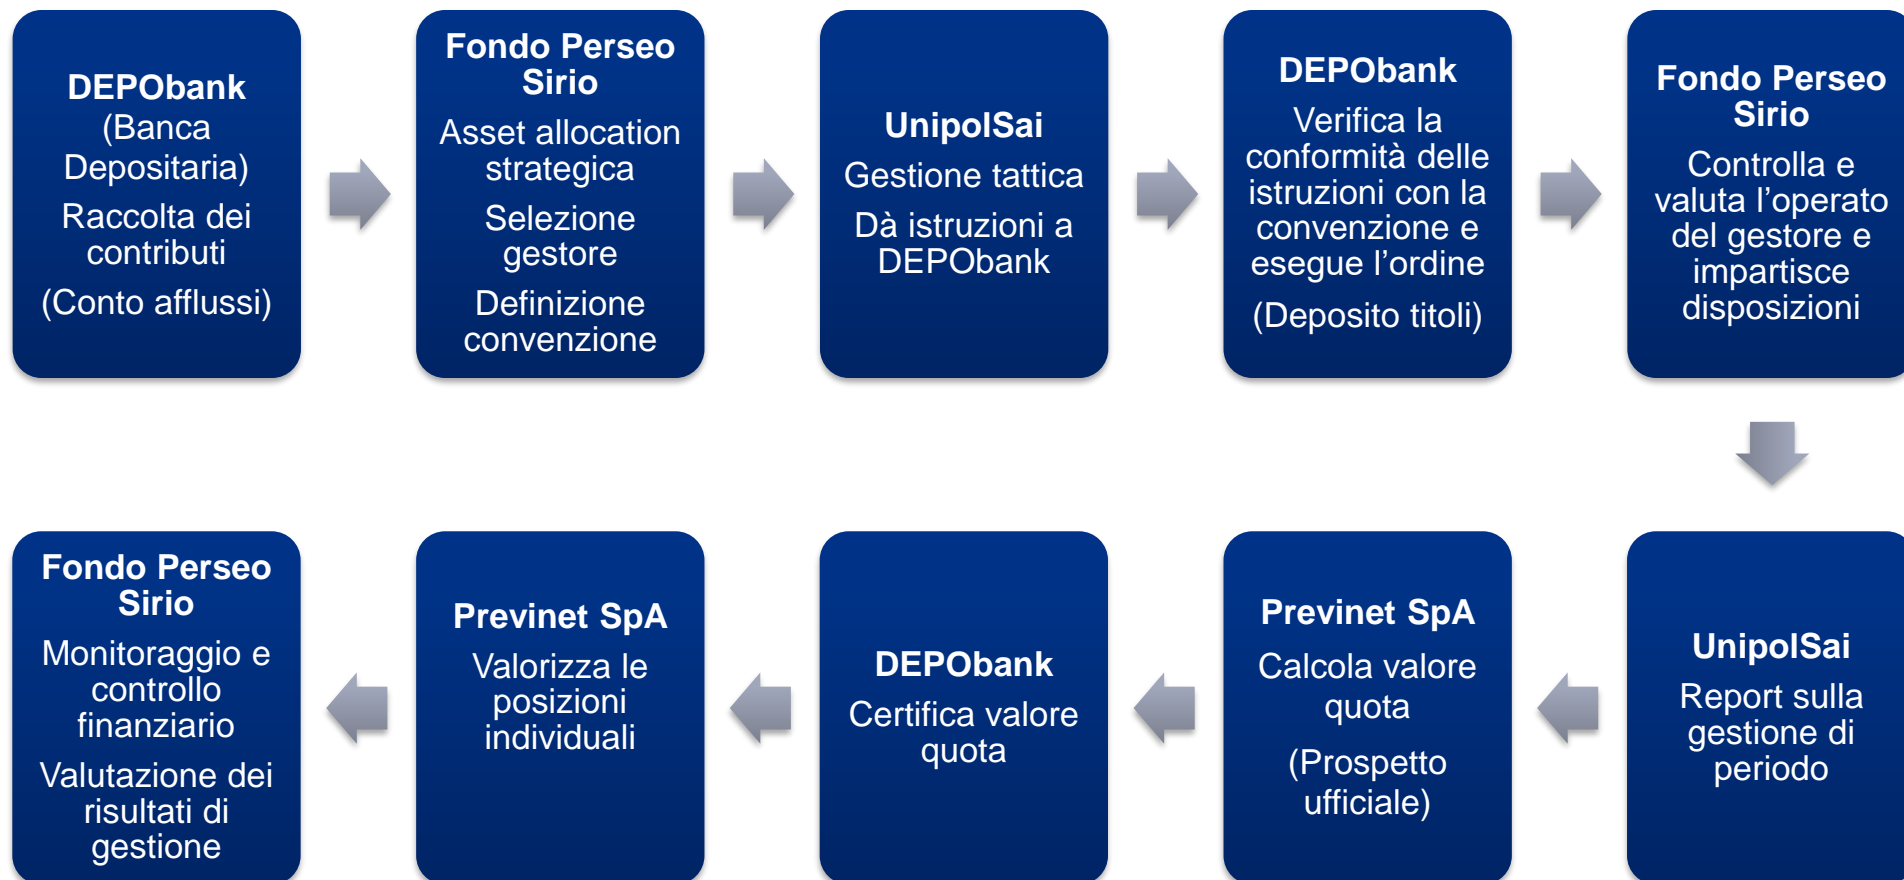 DEPObank
(Banca
Depositaria)
Raccolta dei
contributi
(Conto afflussi)
Fondo Perseo
Sirio
Asset allocation
strategica
Selezione
gestore
Definizione
convenzione
UnipolSai
Gestione tattica
Dà istruzioni a
DEPObank
DEPObank
Verifica la
conformità delle
istruzioni con la
convenzione e
esegue l’ordine
(Deposito titoli)
Fondo Perseo
Sirio
Controlla e
valuta l’operato
del gestore e
impartisce
disposizioni
UnipolSai
Report sulla
gestione di
periodo
Previnet SpA
Calcola valore
quota
(Prospetto
ufficiale)
DEPObank
Certifica valore
quota
Previnet SpA
Valorizza le
posizioni
individuali
Fondo Perseo
Sirio
Monitoraggio e
controllo
finanziario
Valutazione dei
risultati di
gestione